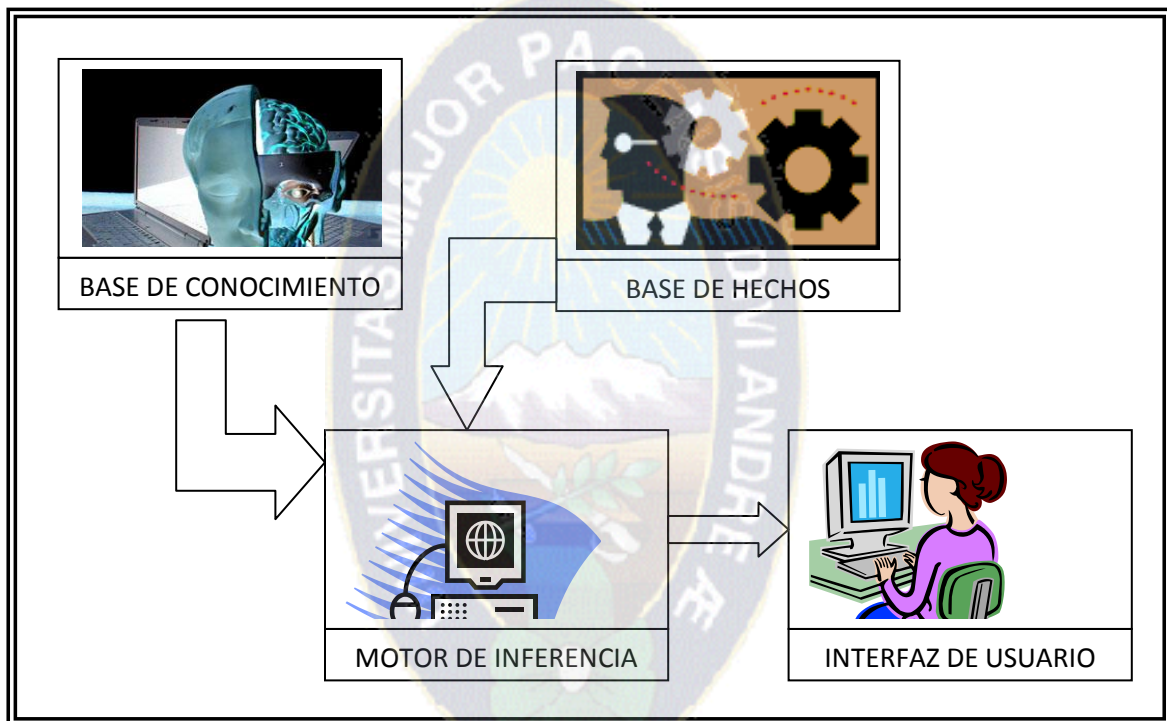 BASE DE CONOCIMIENTO
BASE DE HECHOS
MOTOR DE INFERENCIA
INTERFAZ DE USUARIO